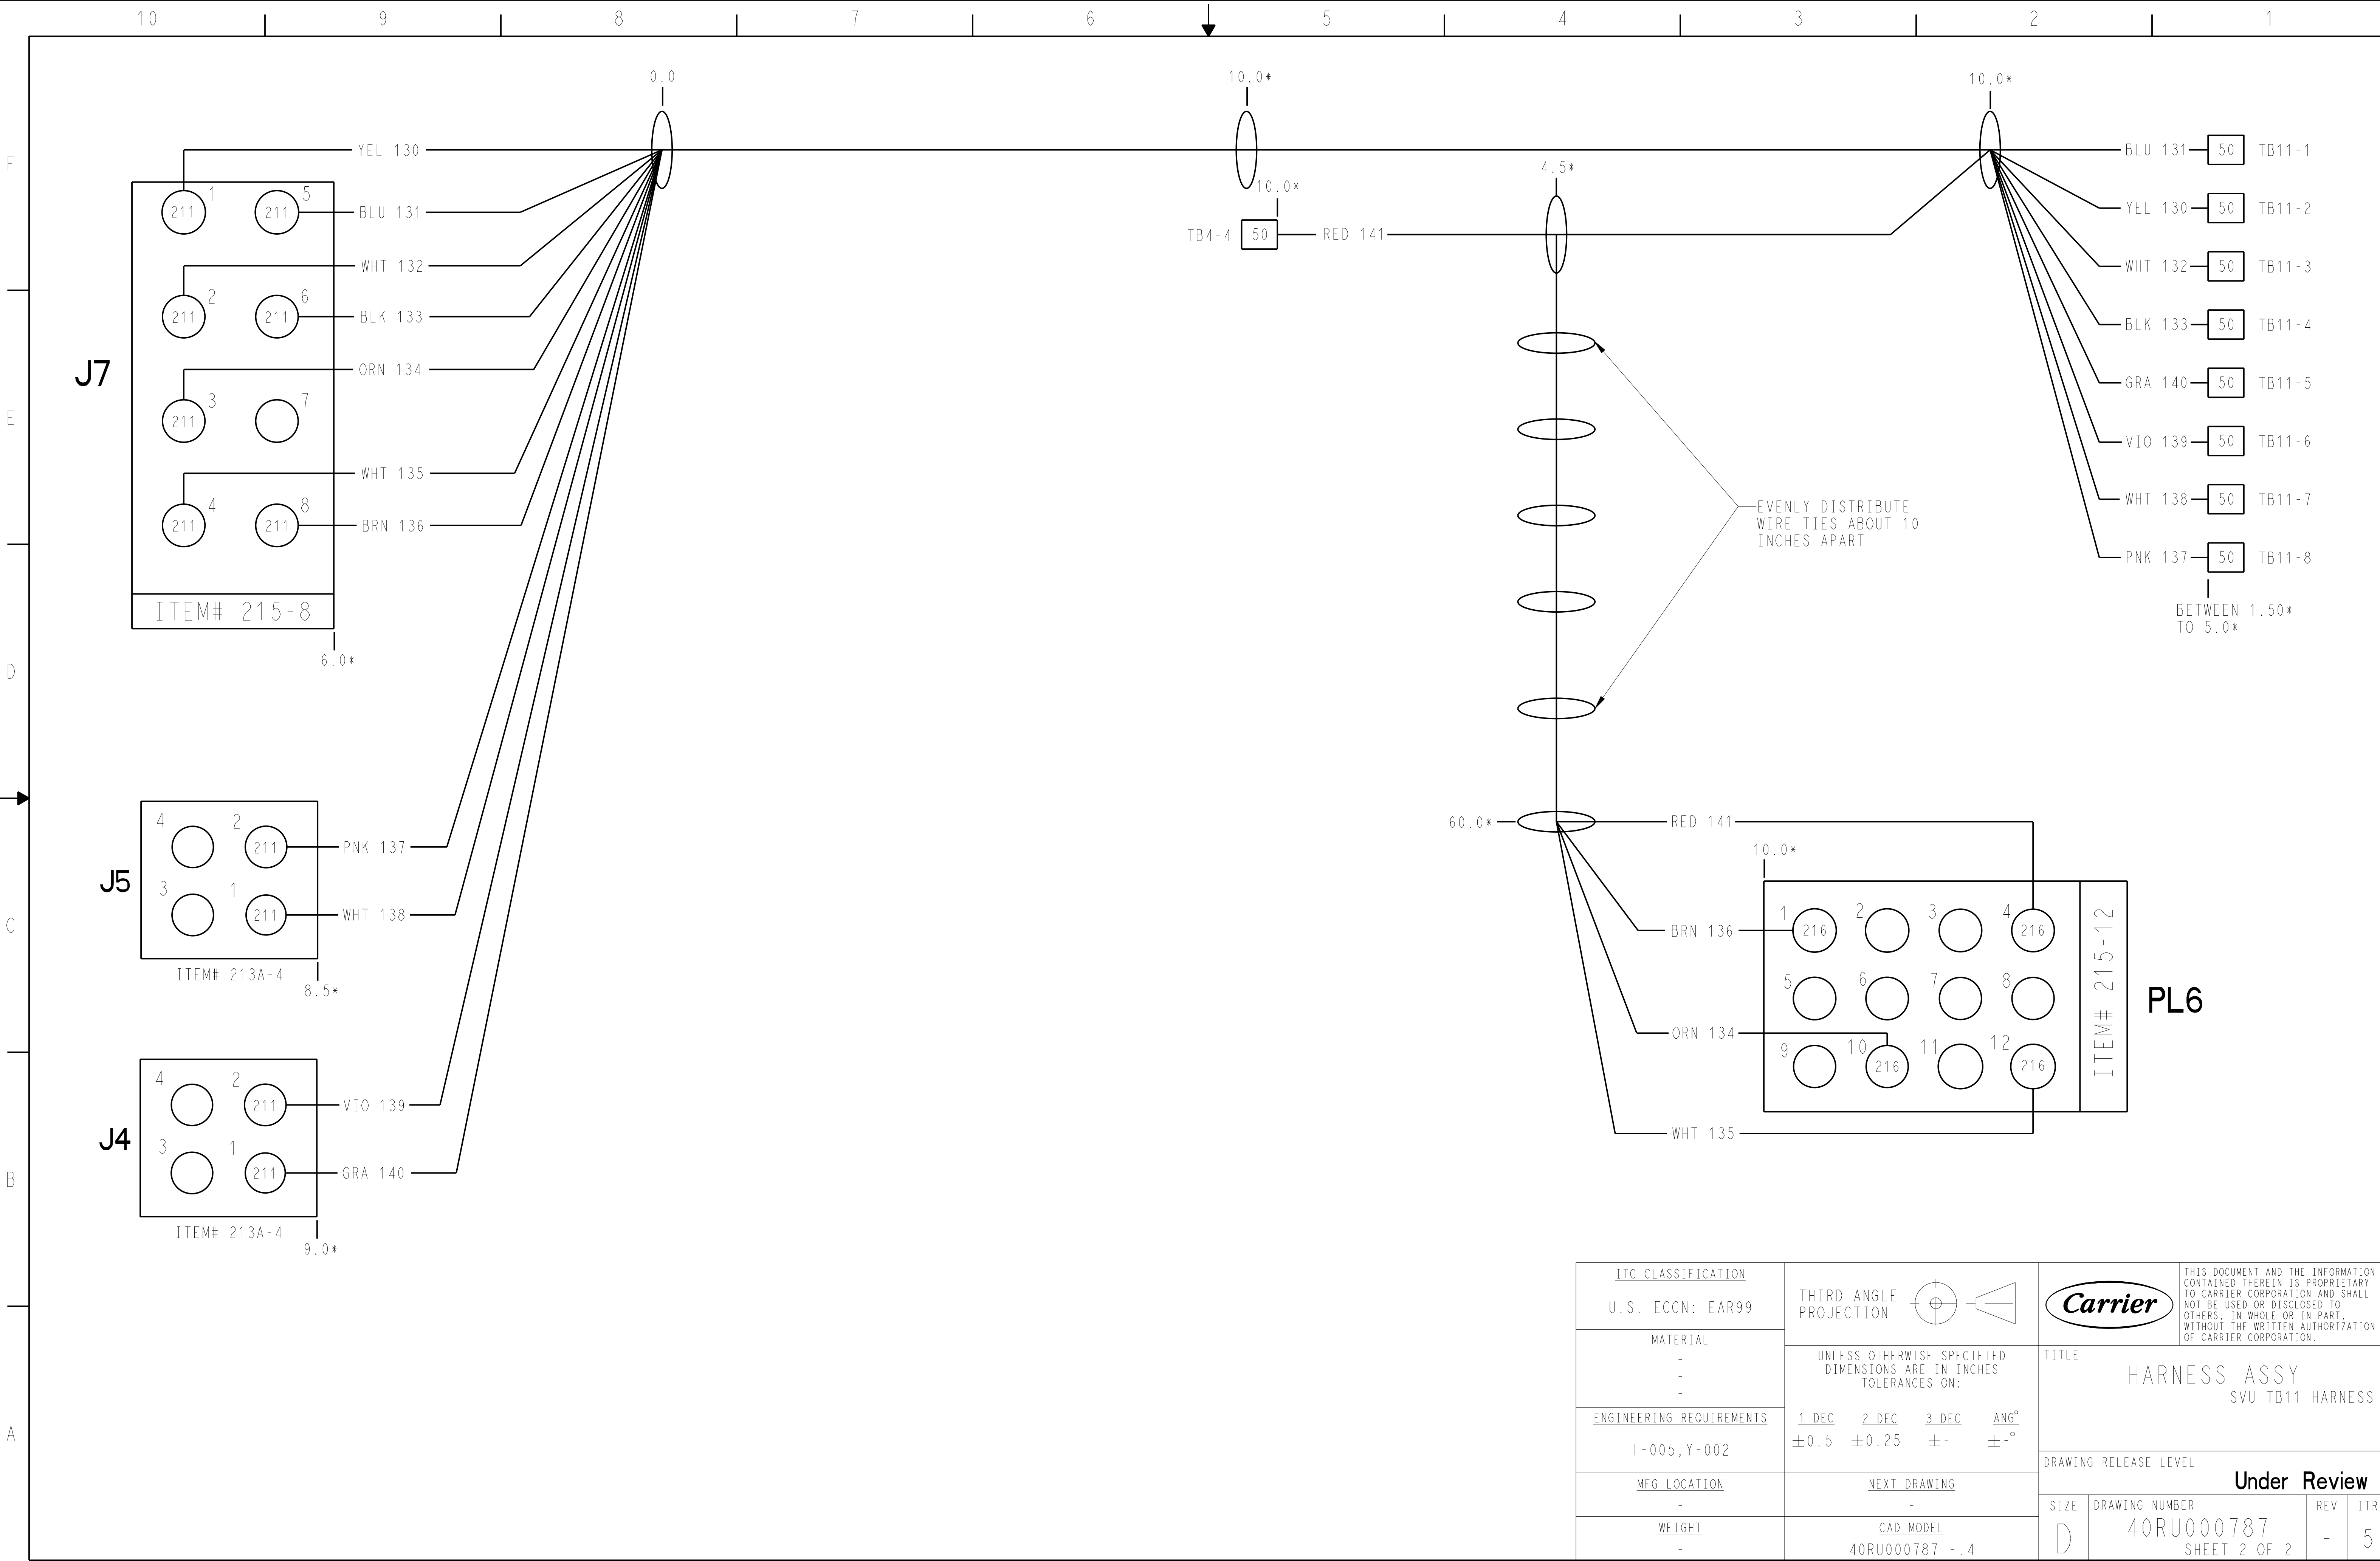 10 9 8 7 6 5 4 3 2 1
0.0
10.0*
10.0*
F
E
D
C
B
A
J7
1 5
211 211
2 6
211 211
3 7
211
4 8
211 211
YEL 130
BLU 131
WHT 132
BLK 133
ORN 134
WHT 135
BRN 136
ITEM# 215-8
6.0*
J5
4 2
211
3 1
211
PNK 137
WHT 138
ITEM# 213A-4
8.5*
J4
4 2
211
3 1
211
VIO 139
GRA 140
ITEM# 213A-4
9.0*
10.0*
TB4-4 50 RED 141
4.5*
EVENLY DISTRIBUTE
WIRE TIES ABOUT 10
INCHES APART
BLU 131 50 TB11-1
YEL 130 50 TB11-2
WHT 132 50 TB11-3
BLK 133 50 TB11-4
GRA 140 50 TB11-5
VIO 139 50 TB11-6
WHT 138 50 TB11-7
PNK 137 50 TB11-8
BETWEEN 1.50*
TO 5.0*
60.0*
RED 141
10.0*
BRN 136
ORN 134
WHT 135
1 2 3 4
216 216
5 6 7 8
9 10 11 12
216 216
ITEM# 215-12
PL6
ITC CLASSIFICATION
U.S. ECCN: EAR99
MATERIAL
-
-
-
ENGINEERING REQUIREMENTS
T-005,Y-002
MFG LOCATION
-
WEIGHT
-
THIRD ANGLE
PROJECTION
UNLESS OTHERWISE SPECIFIED
DIMENSIONS ARE IN INCHES
TOLERANCES ON:
1 DEC 2 DEC 3 DEC ANG°
±0.5 ±0.25 ±- ±-°
NEXT DRAWING
-
CAD MODEL
40RU000787 -.4
Carrier
THIS DOCUMENT AND THE INFORMATION
CONTAINED THEREIN IS PROPRIETARY
TO CARRIER CORPORATION AND SHALL
NOT BE USED OR DISCLOSED TO
OTHERS, IN WHOLE OR IN PART,
WITHOUT THE WRITTEN AUTHORIZATION
OF CARRIER CORPORATION.
TITLE
HARNESS ASSY
SVU TB11 HARNESS
DRAWING RELEASE LEVEL
Under Review
SIZE DRAWING NUMBER REV ITR
D 40RU000787 - 5
SHEET 2 OF 2